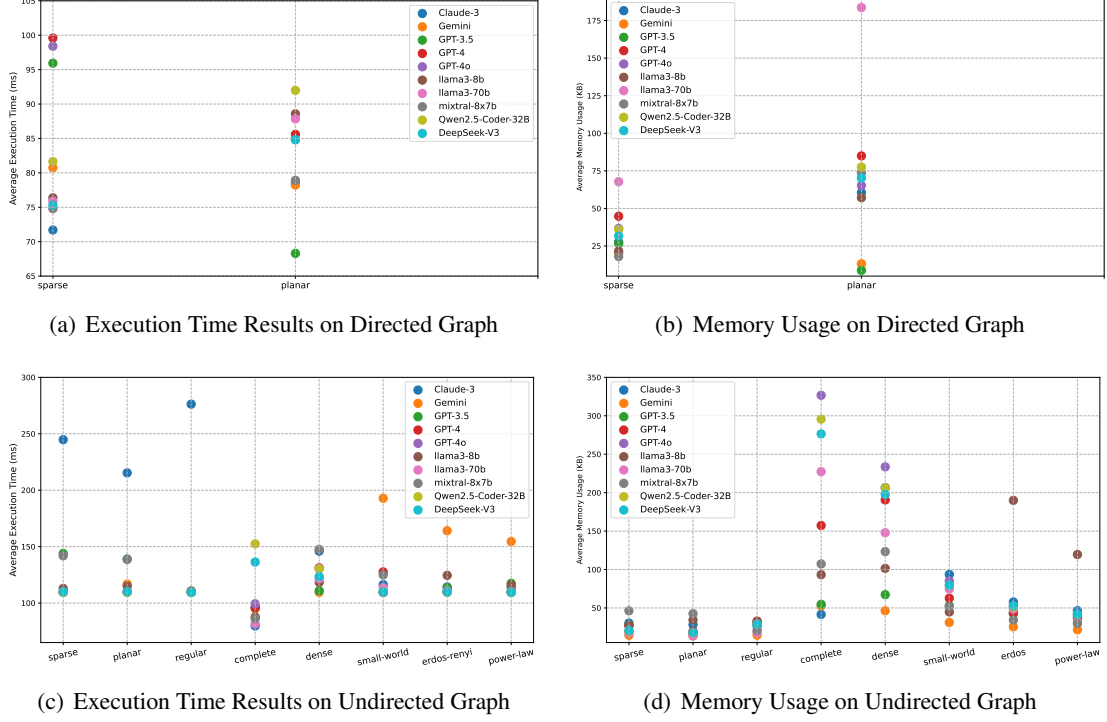 105
100
95
90
85
80
75
70
65
Average Execution Time (ms)
sparse
planar
Claude-3
Gemini
GPT-3.5
GPT-4
GPT-4o
llama3-8b
llama3-70b
mixtral-8x7b
Qwen2.5-Coder-32B
DeepSeek-V3
(a) Execution Time Results on Directed Graph
175
150
125
100
75
50
25
Average Memory Usage (KB)
sparse
planar
Claude-3
Gemini
GPT-3.5
GPT-4
GPT-4o
llama3-8b
llama3-70b
mixtral-8x7b
Qwen2.5-Coder-32B
DeepSeek-V3
(b) Memory Usage on Directed Graph
300
250
200
150
100
Average Execution Time (ms)
sparse
planar
regular
complete
dense
small-world
erdos-renyi
power-law
Claude-3
Gemini
GPT-3.5
GPT-4
GPT-4o
llama3-8b
llama3-70b
mixtral-8x7b
Qwen2.5-Coder-32B
DeepSeek-V3
(c) Execution Time Results on Undirected Graph
350
300
250
200
150
100
50
Average Memory Usage (KB)
sparse
planar
regular
complete
dense
small-world
erdos
power-law
Claude-3
Gemini
GPT-3.5
GPT-4
GPT-4o
llama3-8b
llama3-70b
mixtral-8x7b
Qwen2.5-Coder-32B
DeepSeek-V3
(d) Memory Usage on Undirected Graph